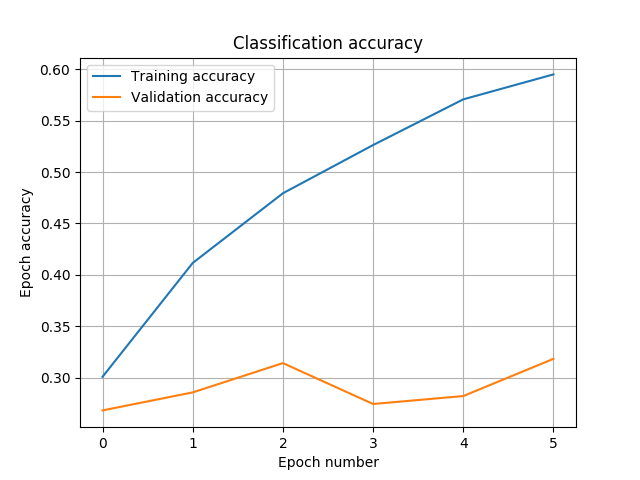 Classification accuracy
Training accuracy
Validation accuracy
Epoch accuracy
0.60
0.55
0.50
0.45
0.40
0.35
0.30
0 1 2 3 4 5
Epoch number